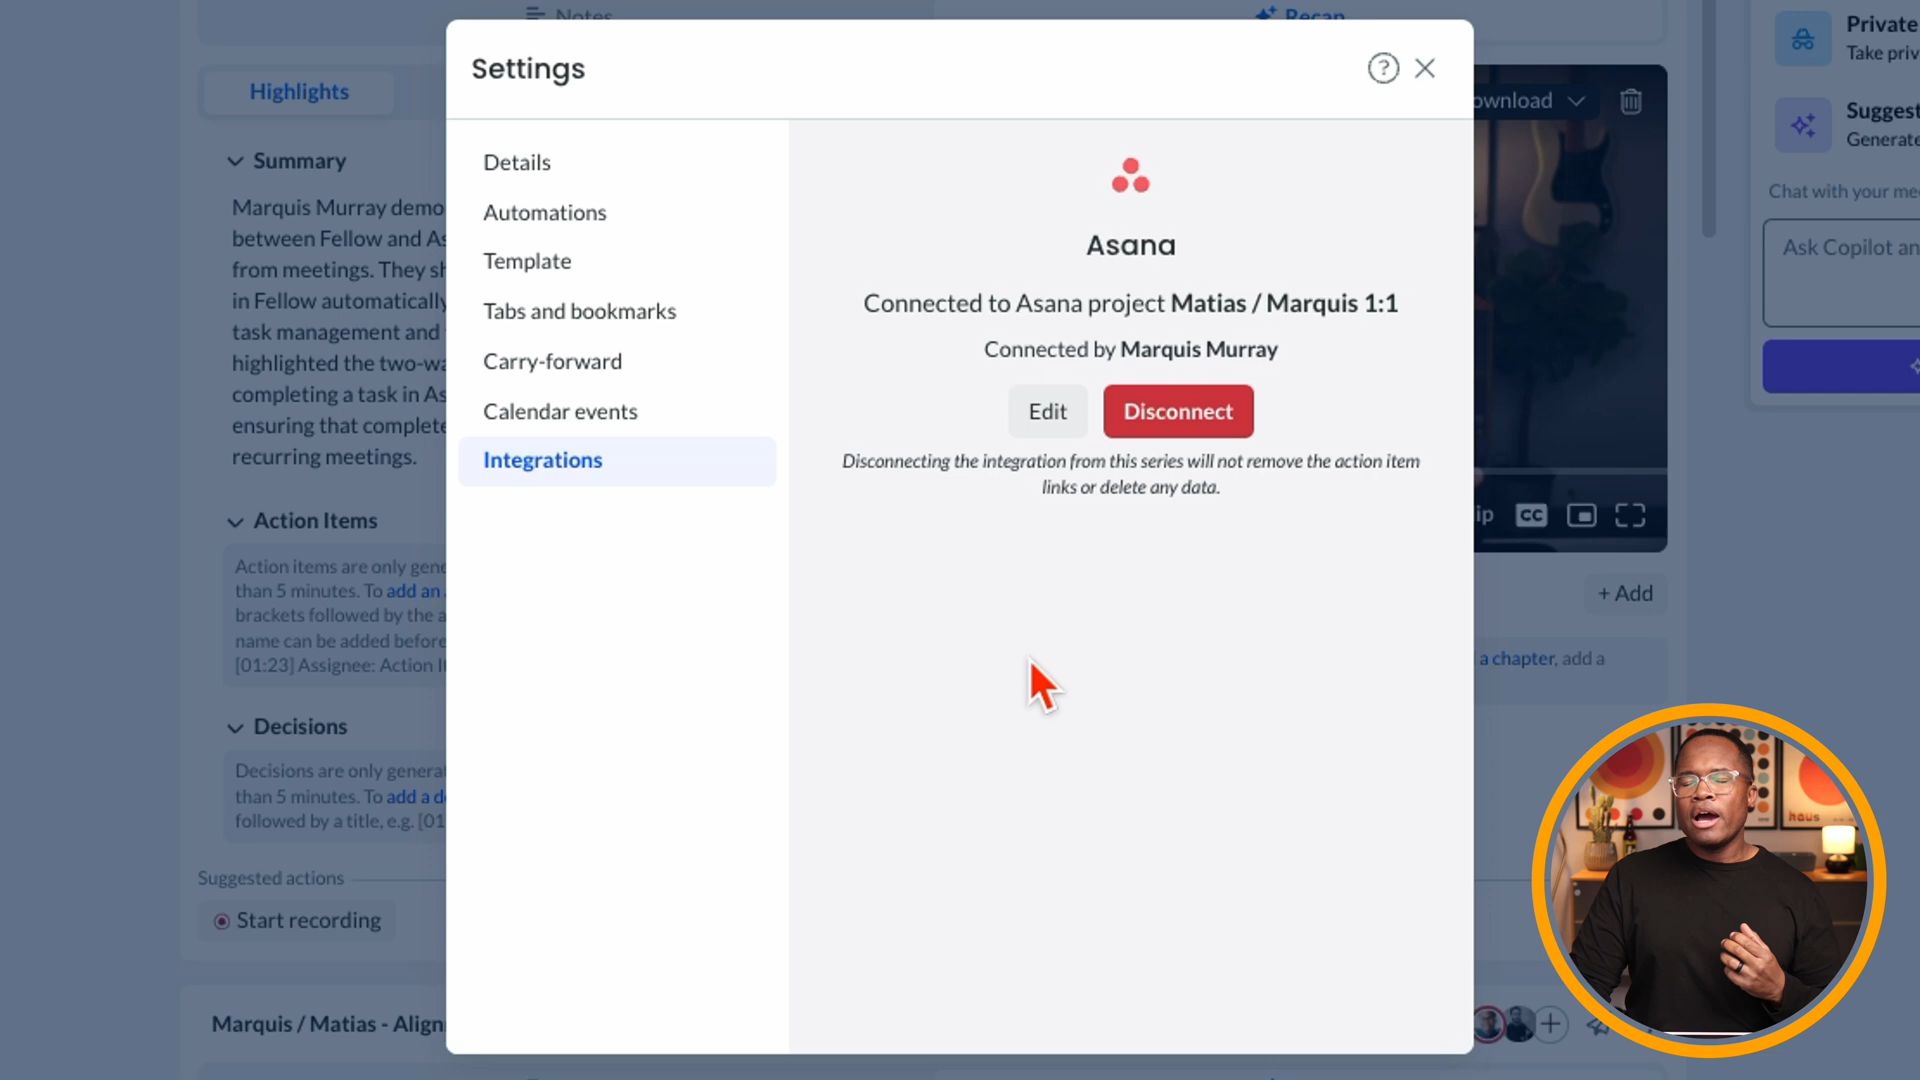 Notes
Recap
Settings
?
Highlights
Summary
Marquis Murray demo
between Fellow and As
from meetings. They sh
in Fellow automatically
task management and
highlighted the two-wa
completing a task in As
ensuring that complete
recurring meetings.
Action Items
Action items are only gene
than 5 minutes. To add an
brackets followed by the a
name can be added before
[01:23] Assignee: Action It
Decisions
Decisions are only generat
than 5 minutes. To add a de
followed by a title, e.g. [01
Suggested actions
Start recording
Marquis / Matias - Align
Details
Automations
Template
Tabs and bookmarks
Carry-forward
Calendar events
Integrations
Asana
Connected to Asana project Matias / Marquis 1:1
Connected by Marquis Murray
Edit
Disconnect
Disconnecting the integration from this series will not remove the action item
links or delete any data.
ownload
ip
CC
+ Add
a chapter, add a
Private
Take priv
Suggest
Generate
Chat with your me
Ask Copilot an
haus